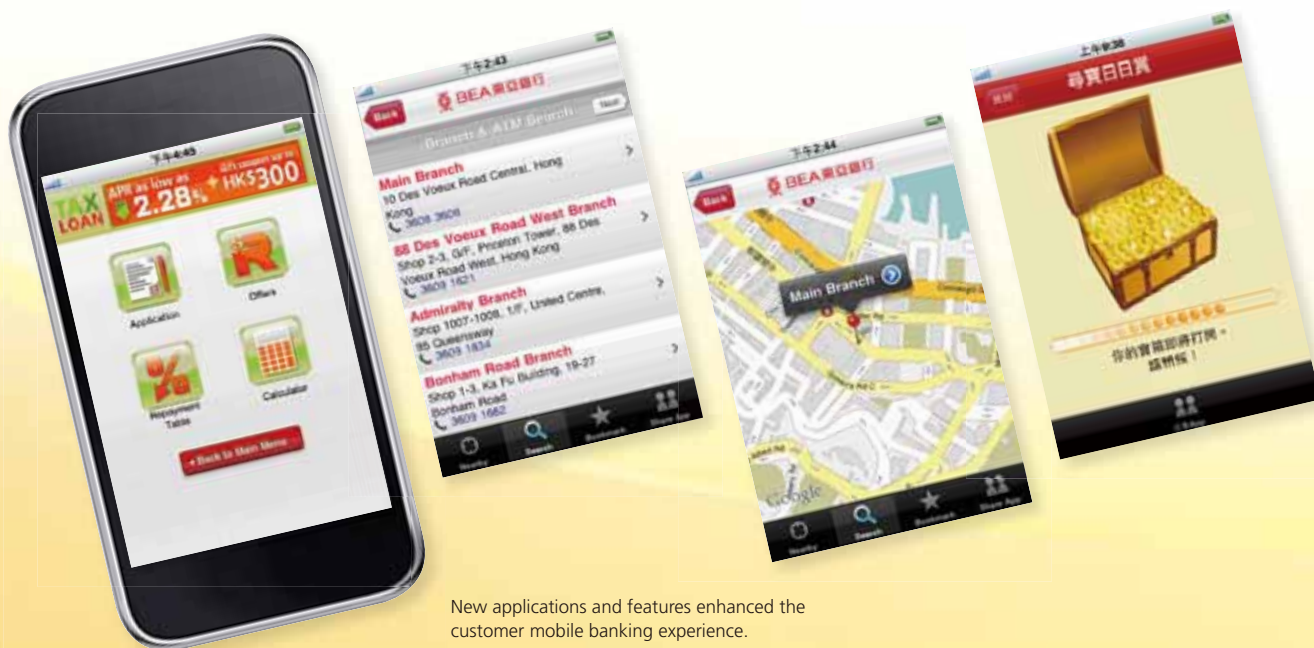 下午4:45
TAX
LOAN
APR as low as
2.28%
+
Gift coupon up to
HK$300
Application
Offers
Repayment
Table
Calculator
Back to Main Menu
下午2:43
Back
BEA東亞銀行
Branch & ATM Search
Next
Main Branch
10 Des Voeux Road Central, Hong
Kong
3608 3608
88 Des Voeux Road West Branch
Shop 2-3, G/F, Princeton Tower, 88 Des
Voeux Road West, Hong Kong
3609 1621
Admiralty Branch
Shop 1007-1008, 1/F, United Centre,
95 Queensway
3609 1834
Bonham Road Branch
Shop 1-3, Ka Fu Building, 19-27
Bonham Road
3609 1662
Nearby
Search
Bookmark
Share App
下午2:44
Back
BEA東亞銀行
Main Branch
Google
Nearby
Search
Bookmark
Share App
上午9:38
尋寶日日賞
你的寶箱即將打開。
請稍候！
New applications and features enhanced the
customer mobile banking experience.